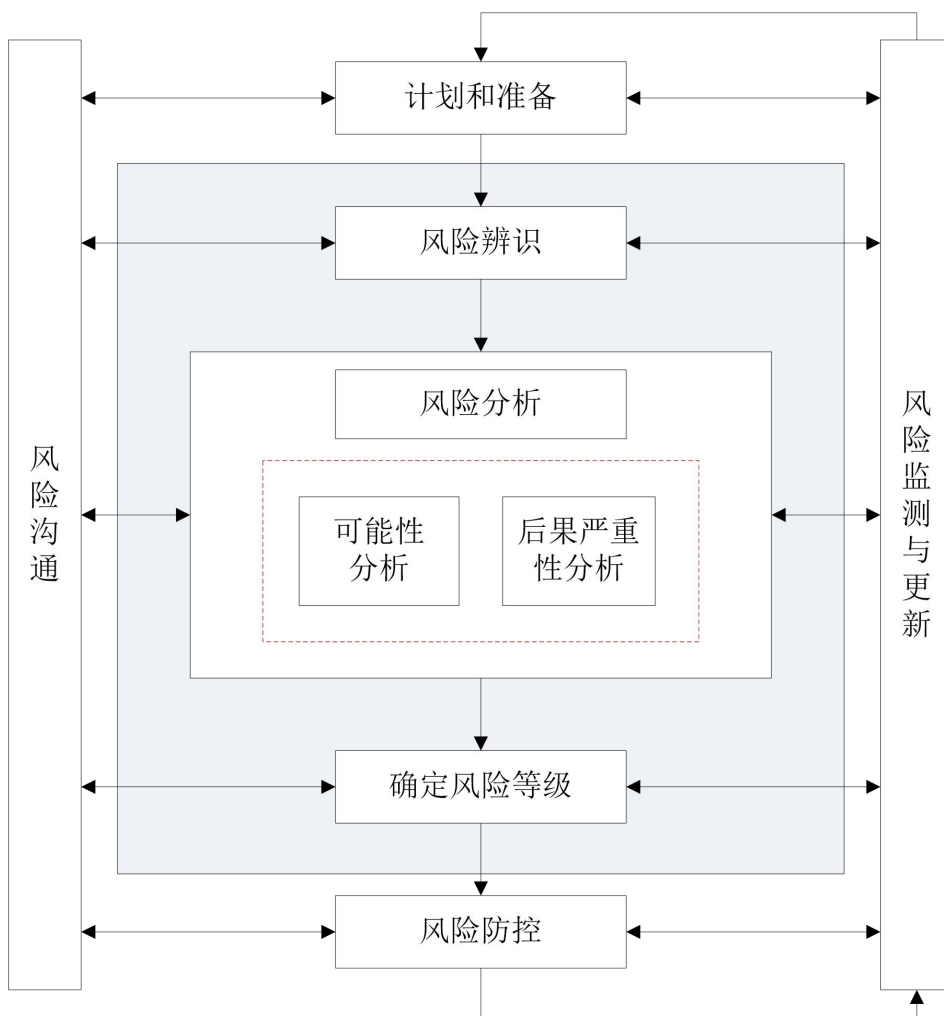 计划和准备
风险辨识
风险分析
可能性
分析
后果严重
性分析
确定风险等级
风险防控
风险沟通
风险监测与更新